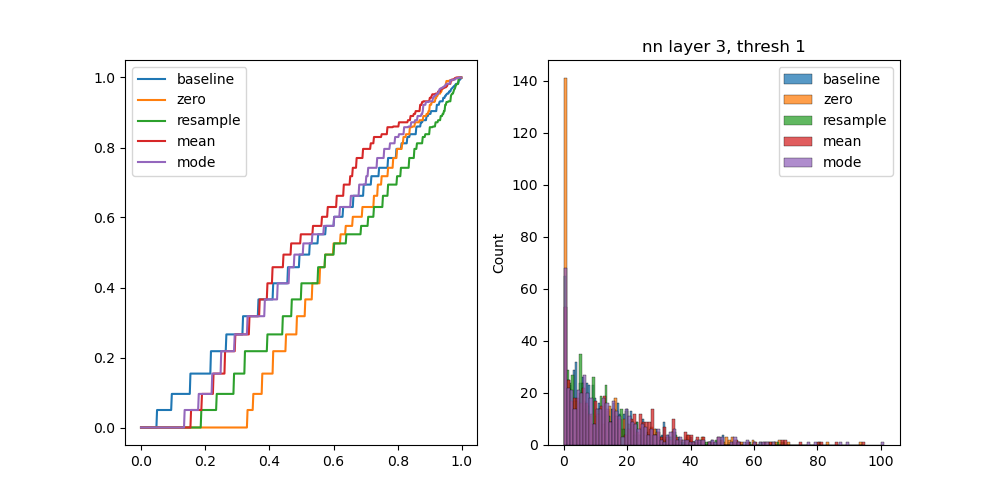 nn layer 3, thresh 1
baseline
zero
resample
mean
mode
1.0
0.8
0.6
0.4
0.2
0.0
0.0 0.2 0.4 0.6 0.8 1.0
baseline
zero
resample
mean
mode
Count
140
120
100
80
60
40
20
0
0 20 40 60 80 100